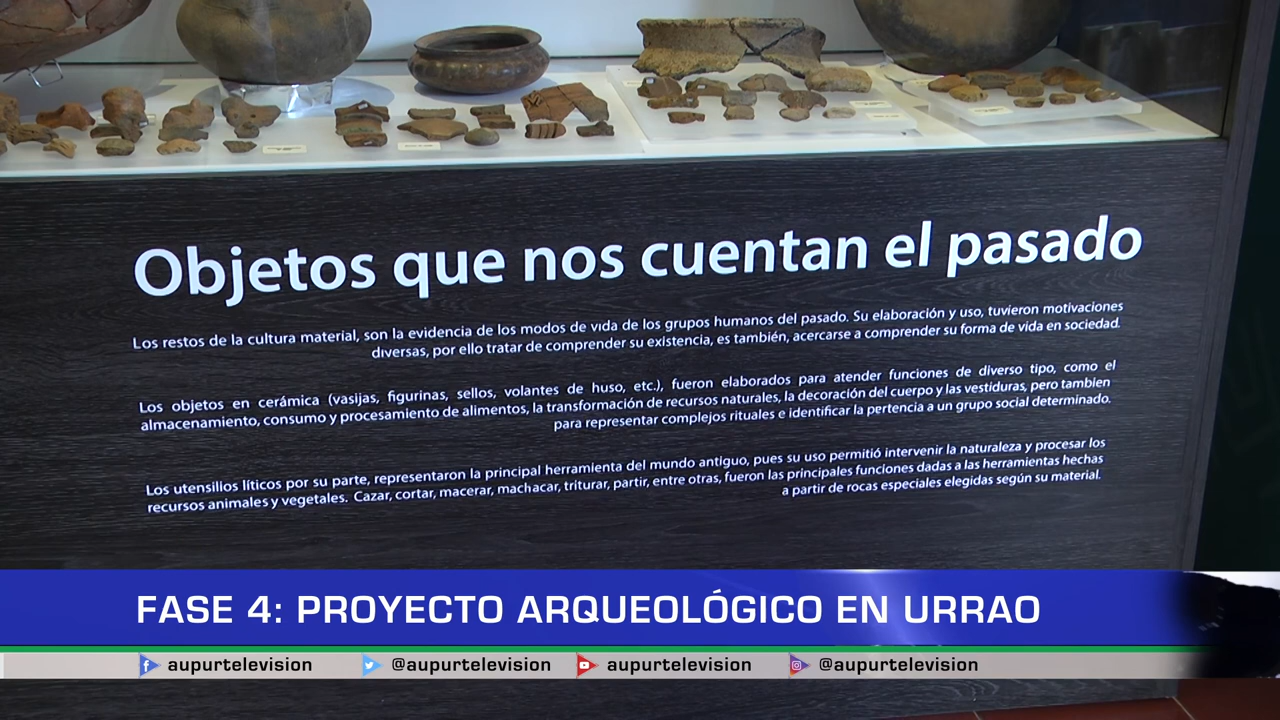 Objetos que nos cuentan el pasado
Los restos de la cultura material, son la evidencia de los modos de vida de los grupos humanos del pasado. Su elaboración y uso, tuvieron motivaciones
diversas, por ello tratar de comprender su existencia, es también, acercarse a comprender su forma de vida en sociedad.
Los objetos en cerámica (vasijas, figurinas, sellos, volantes de huso, etc.), fueron elaborados para atender funciones de diverso tipo, como el
almacenamiento, consumo y procesamiento de alimentos, la transformación de recursos naturales, la decoración del cuerpo y las vestiduras, pero tambien
para representar complejos rituales e identificar la pertencia a un grupo social determinado.
Los utensilios líticos por su parte, representaron la principal herramienta del mundo antiguo, pues su uso permitió intervenir la naturaleza y procesar los
recursos animales y vegetales. Cazar, cortar, macerar, machacar, triturar, partir, entre otras, fueron las principales funciones dadas a las herramientas hechas
a partir de rocas especiales elegidas según su material.
FASE 4: PROYECTO ARQUEOLÓGICO EN URRAO
aupurtelevision @aupurtelevision aupurtelevision @aupurtelevision